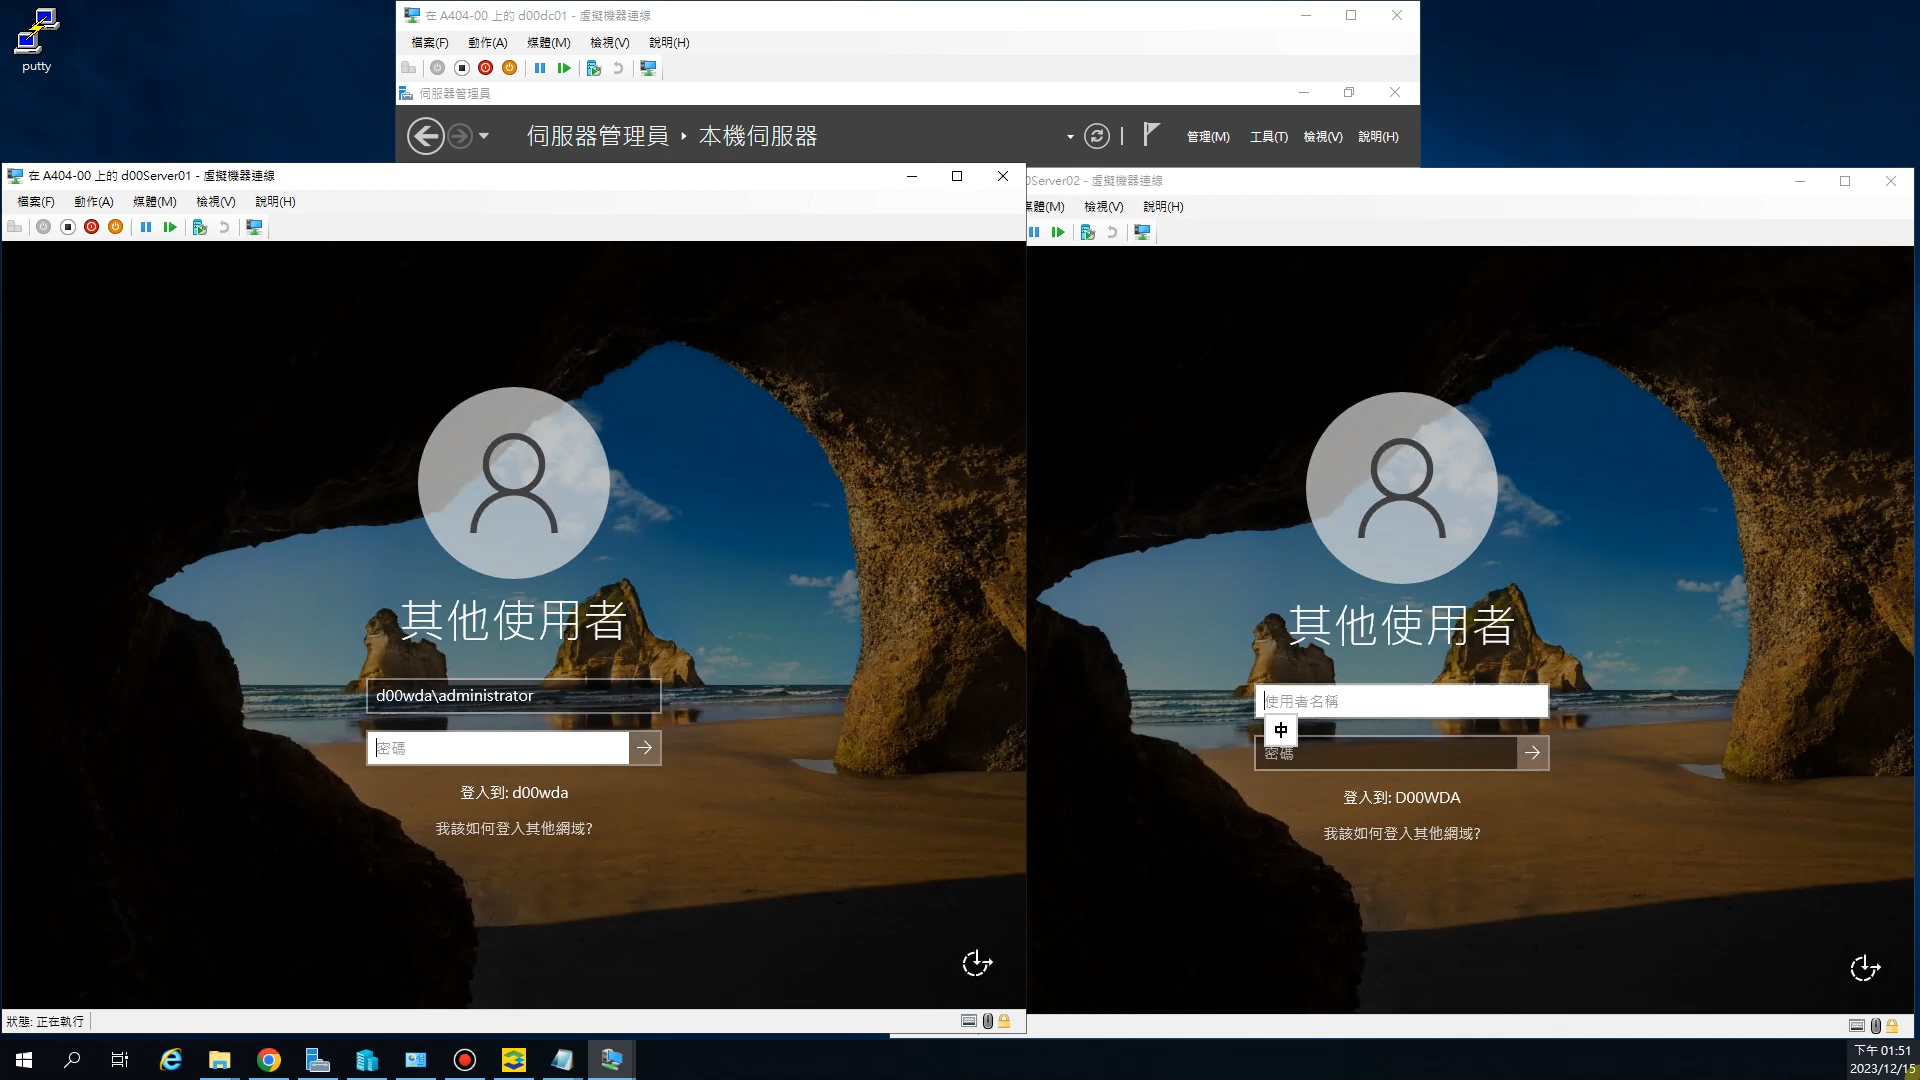 putty
在 A404-00 上的 d00dc01 - 虛擬機器連線
檔案(F) 動作(A) 媒體(M) 檢視(V) 說明(H)
伺服器管理員
伺服器管理員 ‣ 本機伺服器
管理(M) 工具(T) 檢視(V) 說明(H)
在 A404-00 上的 d00Server01 - 虛擬機器連線
檔案(F) 動作(A) 媒體(M) 檢視(V) 說明(H)
其他使用者
d00wda\administrator
密碼
登入到: d00wda
我該如何登入其他網域?
狀態: 正在執行
0Server02 - 虛擬機器連線
媒體(M) 檢視(V) 說明(H)
其他使用者
使用者名稱
中
密碼
登入到: D00WDA
我該如何登入其他網域?
下午 01:51
2023/12/15